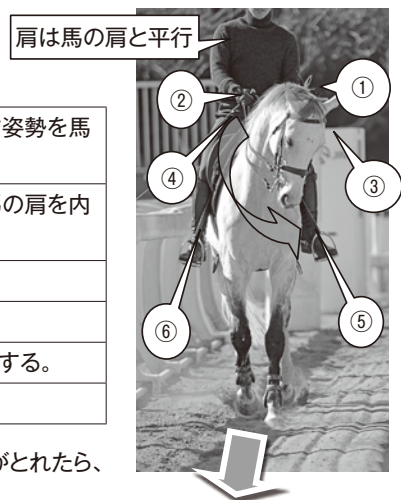 肩は馬の肩と平行
①
②
姿勢を馬
④
③
の肩を内
⑥
⑤
する。
がとれたら、